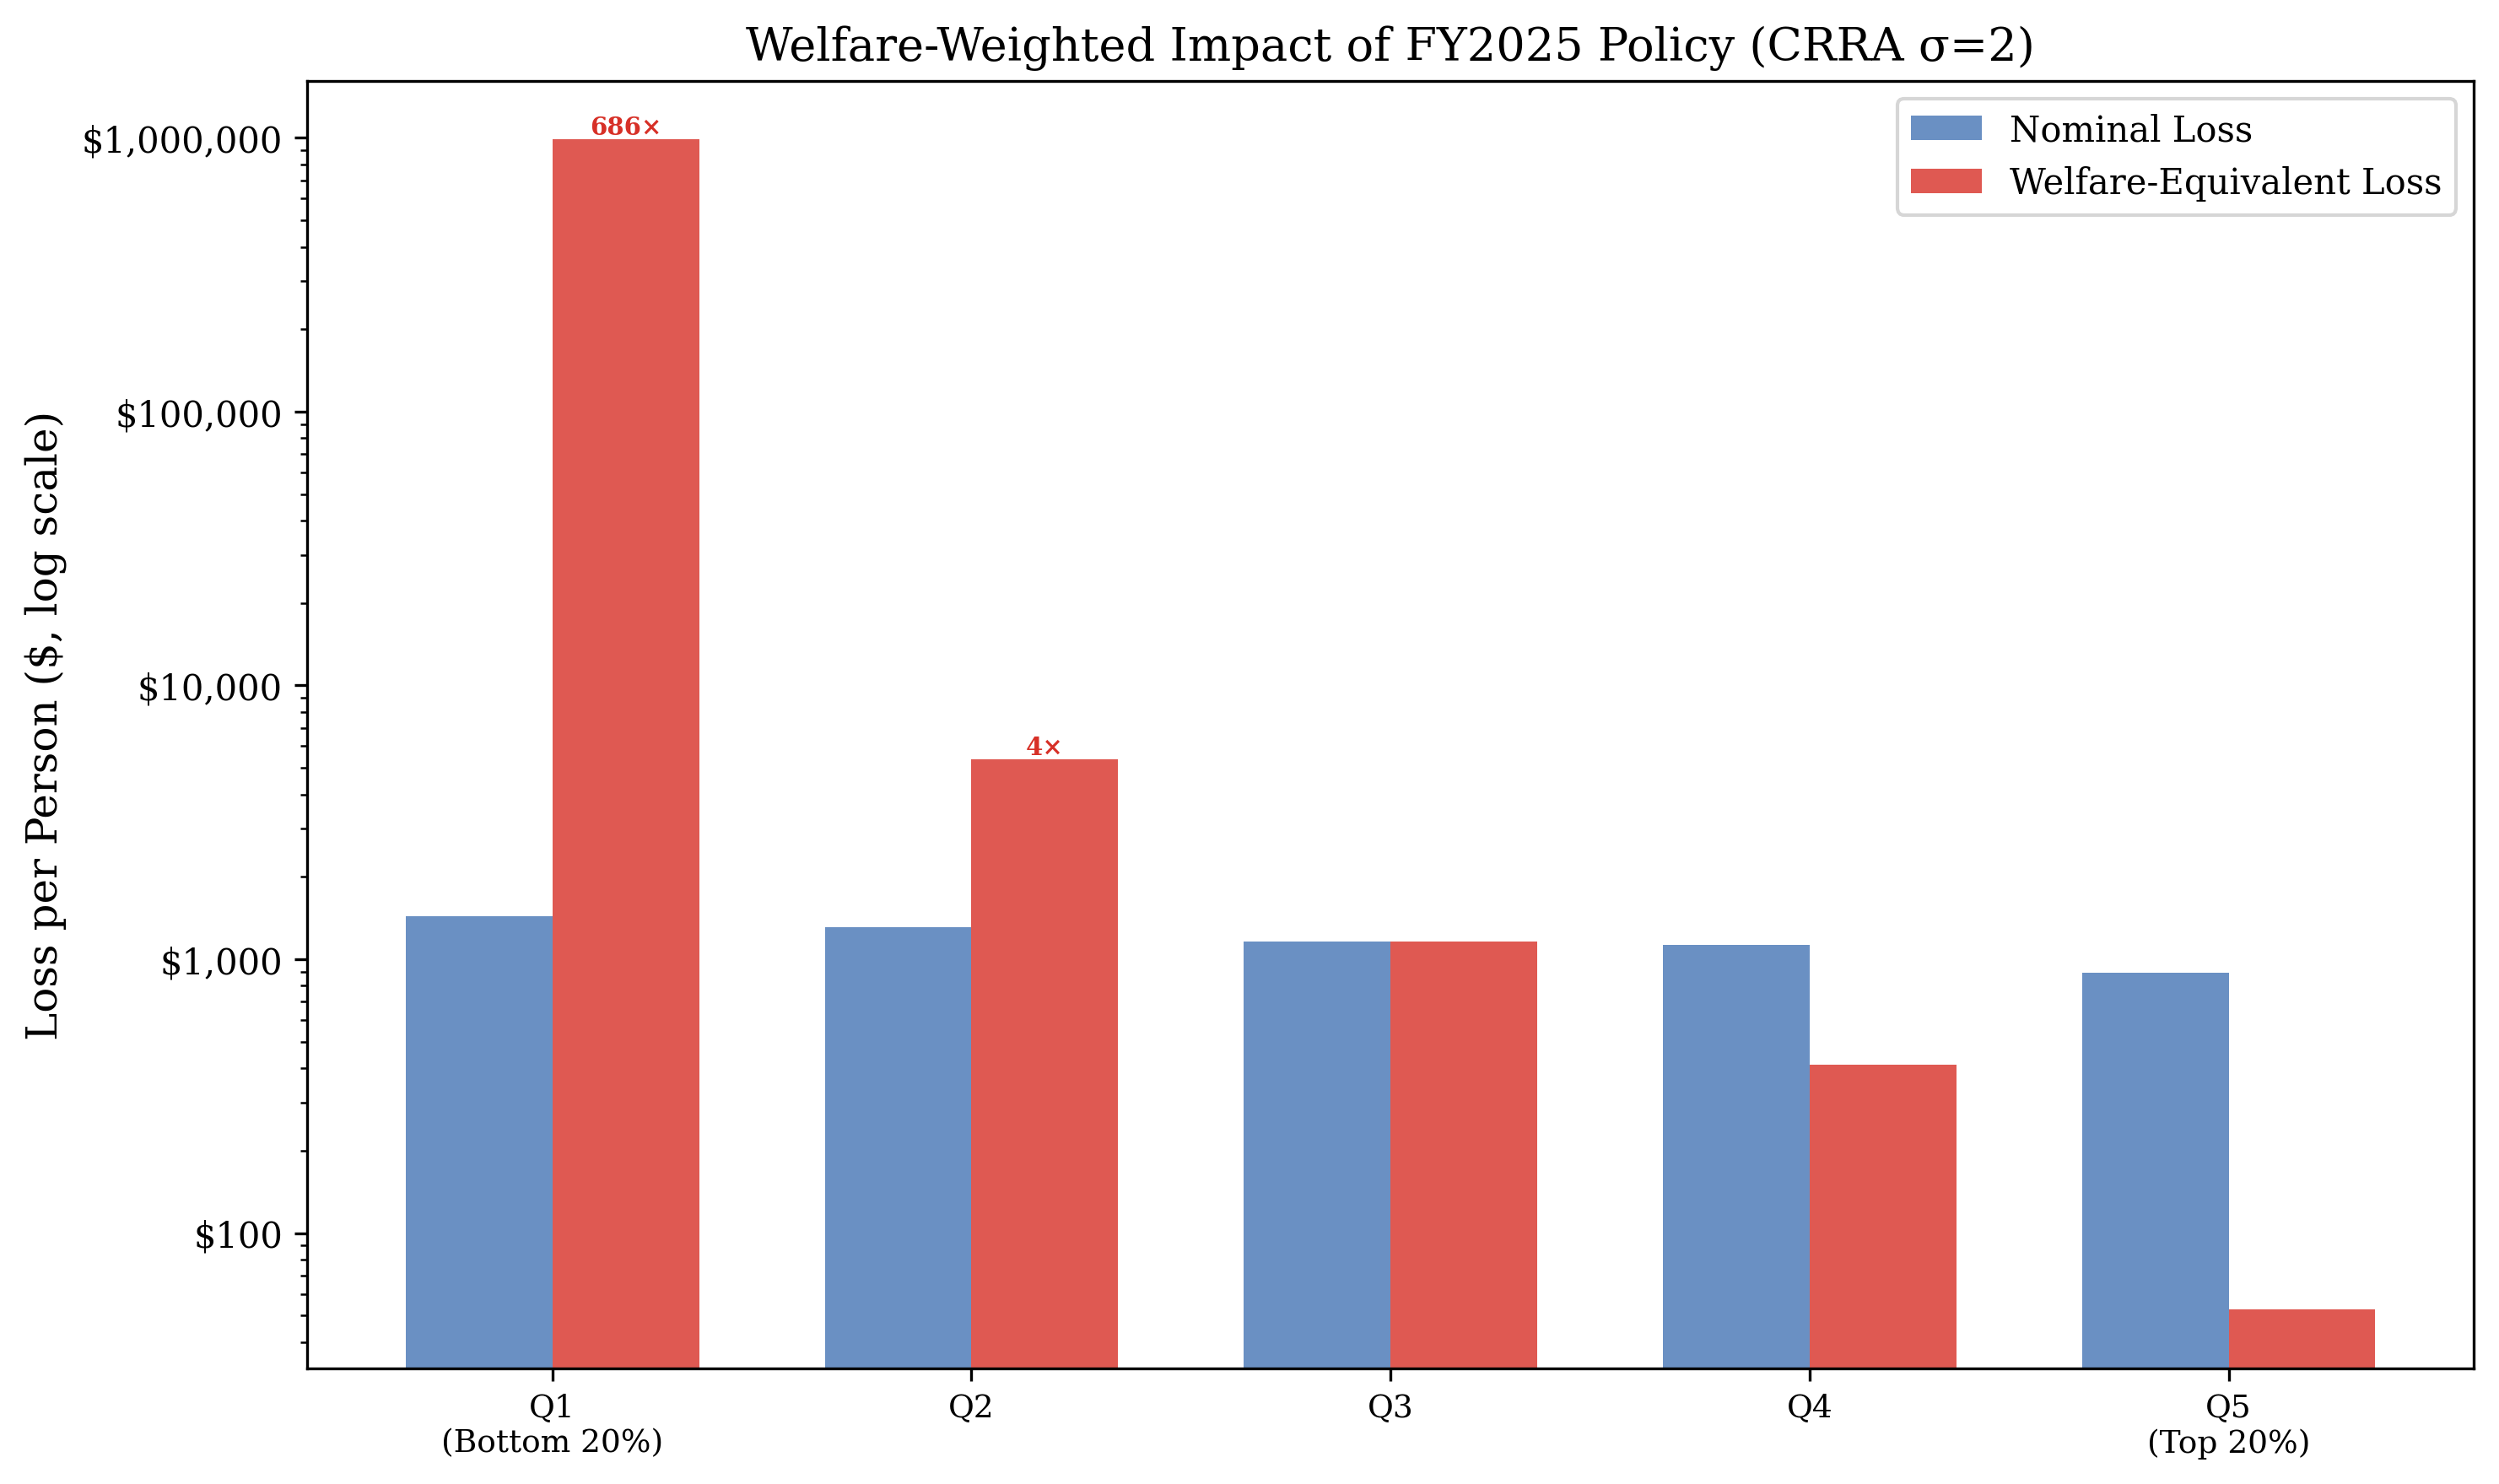 Welfare-Weighted Impact of FY2025 Policy (CRRA σ=2)
Nominal Loss
Welfare-Equivalent Loss
Loss per Person ($, log scale)
$1,000,000
$100,000
$10,000
$1,000
$100
686×
4×
Q1
(Bottom 20%)
Q2
Q3
Q4
Q5
(Top 20%)